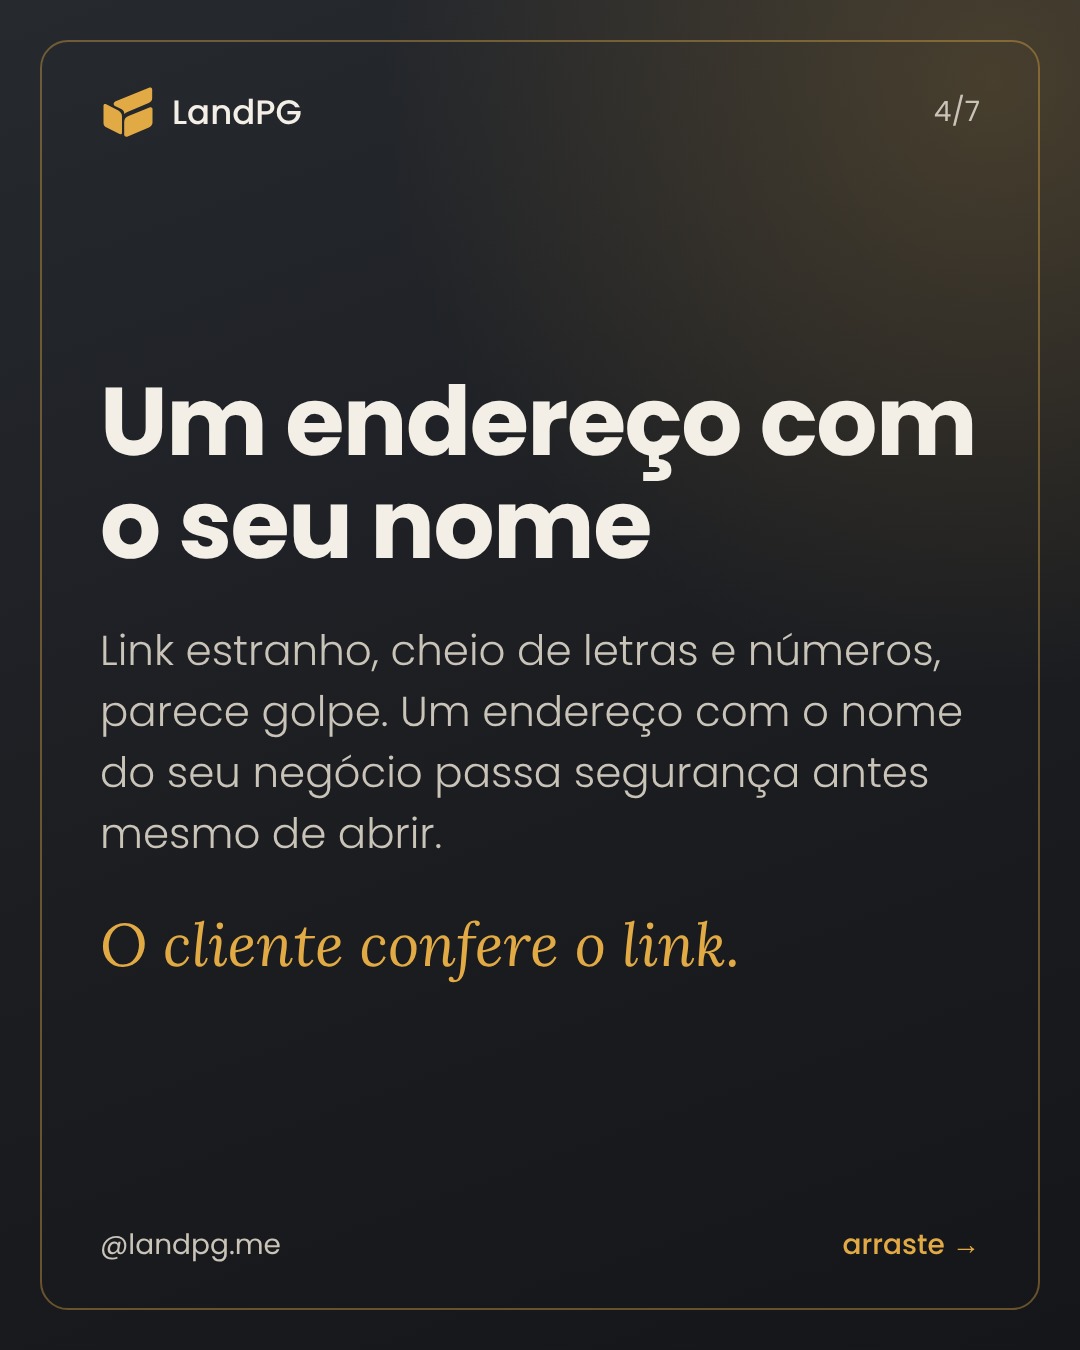 LandPG
4/7
Um endereço com
o seu nome
Link estranho, cheio de letras e números,
parece golpe. Um endereço com o nome
do seu negócio passa segurança antes
mesmo de abrir.
O cliente confere o link.
@landpg.me
arraste →